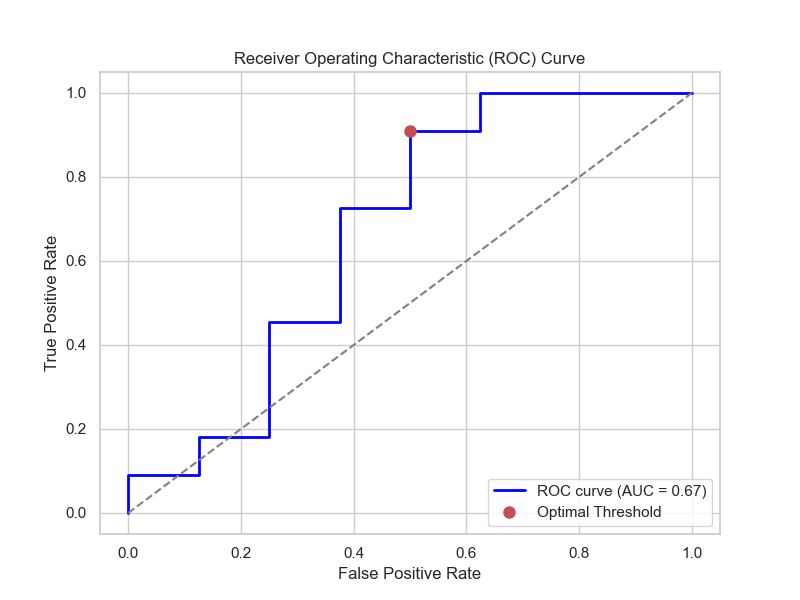 Receiver Operating Characteristic (ROC) Curve
True Positive Rate
1.0
0.8
0.6
0.4
0.2
0.0
ROC curve (AUC = 0.67)
Optimal Threshold
0.0 0.2 0.4 0.6 0.8 1.0
False Positive Rate